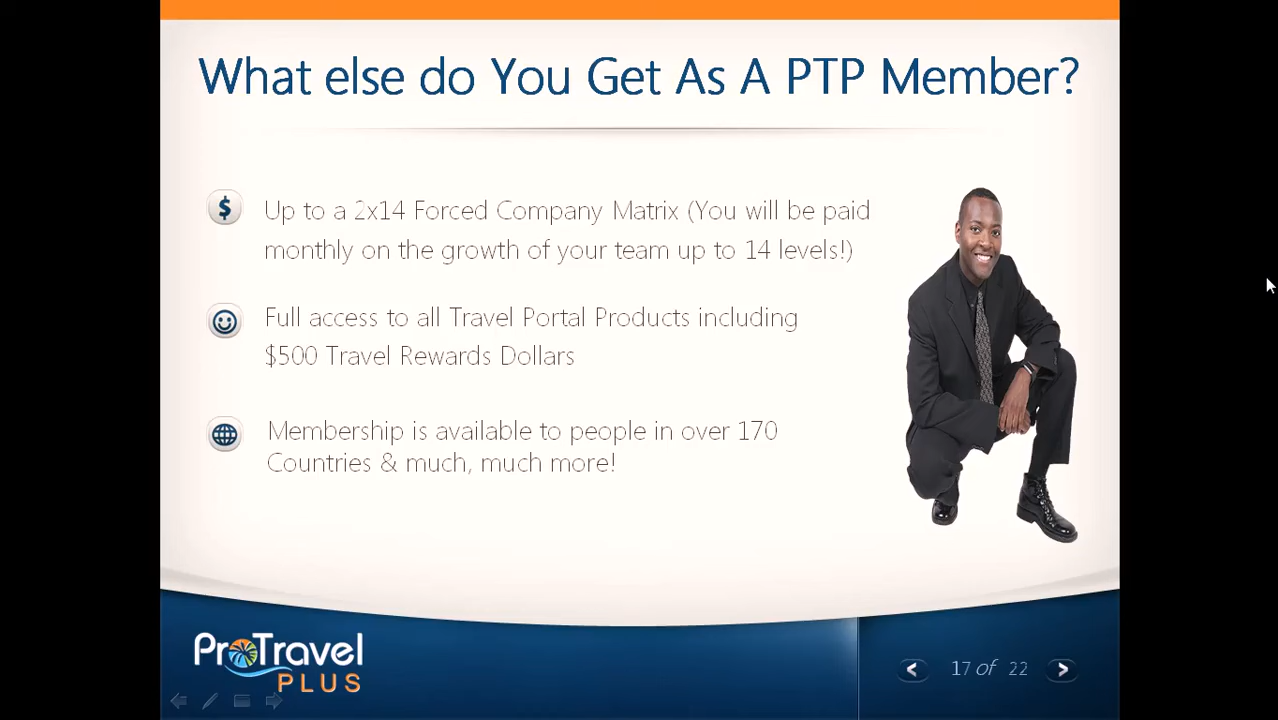 What else do You Get As A PTP Member?
$
Up to a 2x14 Forced Company Matrix (You will be paid
monthly on the growth of your team up to 14 levels!)
Full access to all Travel Portal Products including
$500 Travel Rewards Dollars
Membership is available to people in over 170
Countries & much, much more!
ProTravel
PLUS
17 of 22